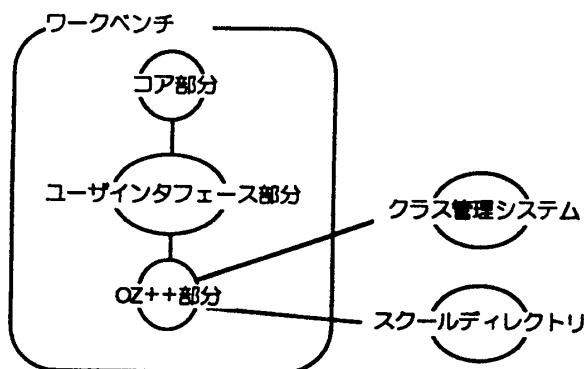 ワークベンチ
コア部分
ユーザインタフェース部分
クラス管理システム
OZ++部分
スクールディレクトリ